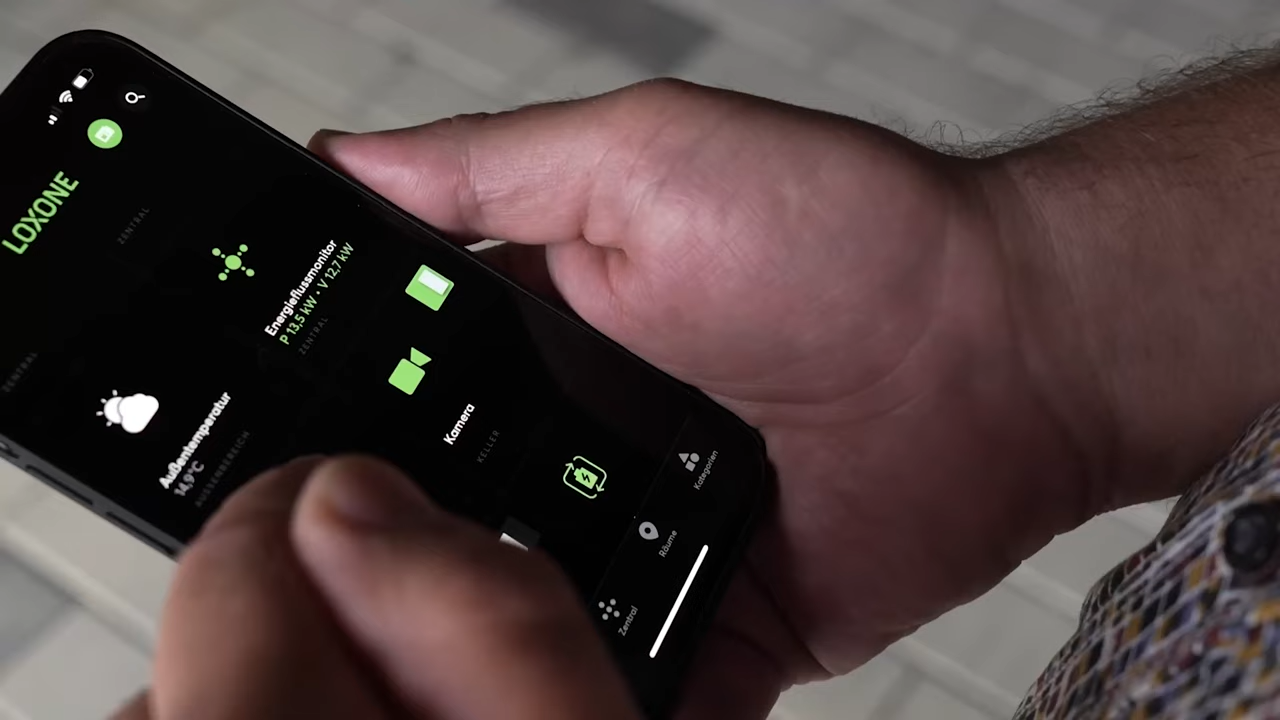 LOXONE
ZENTRAL
Energieflussmonitor
P 13,5 kW • V 12,7 kW
ZENTRAL
ZENTRAL
Außentemperatur
14,9°C
AUSSENBEREICH
Kamera
KELLER
Zentral
Räume
Kategorien